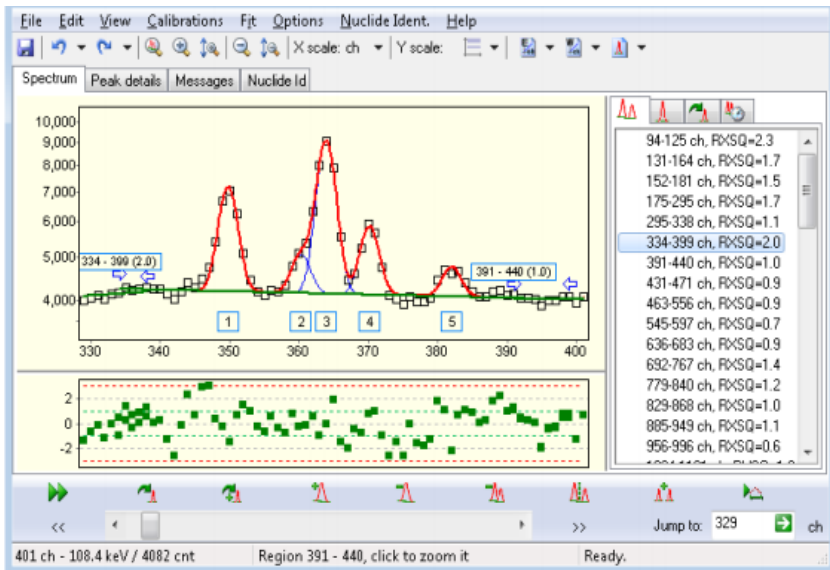 File Edit View Calibrations Fit Options Nuclide Ident. Help
X scale: ch Y scale:
Spectrum Peak details Messages Nuclide Id
10,000
9,000
8,000
7,000
6,000
5,000
4,000
334 - 399 (2.0)
391 - 440 (1.0)
1 2 3 4 5
330 340 350 360 370 380 390 400
2
0
-2
94-125 ch, RXSQ=2.3
131-164 ch, RXSQ=1.7
152-181 ch, RXSQ=1.5
175-295 ch, RXSQ=1.7
295-338 ch, RXSQ=1.1
334-399 ch, RXSQ=2.0
391-440 ch, RXSQ=1.0
431-471 ch, RXSQ=0.9
463-556 ch, RXSQ=0.9
545-597 ch, RXSQ=0.7
636-683 ch, RXSQ=0.9
692-767 ch, RXSQ=1.4
779-840 ch, RXSQ=1.2
829-868 ch, RXSQ=1.0
885-949 ch, RXSQ=1.1
956-996 ch, RXSQ=0.6
<< >> Jump to: 329 ch
401 ch - 108.4 keV / 4082 cnt Region 391 - 440, click to zoom it Ready.